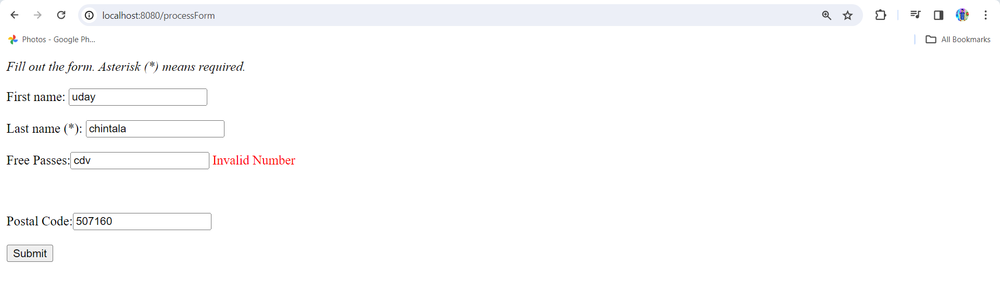 localhost:8080/processForm
Photos - Google Ph...
All Bookmarks
Fill out the form. Asterisk (*) means required.
First name: uday
Last name (*): chintala
Free Passes: cdv Invalid Number
Postal Code: 507160
Submit